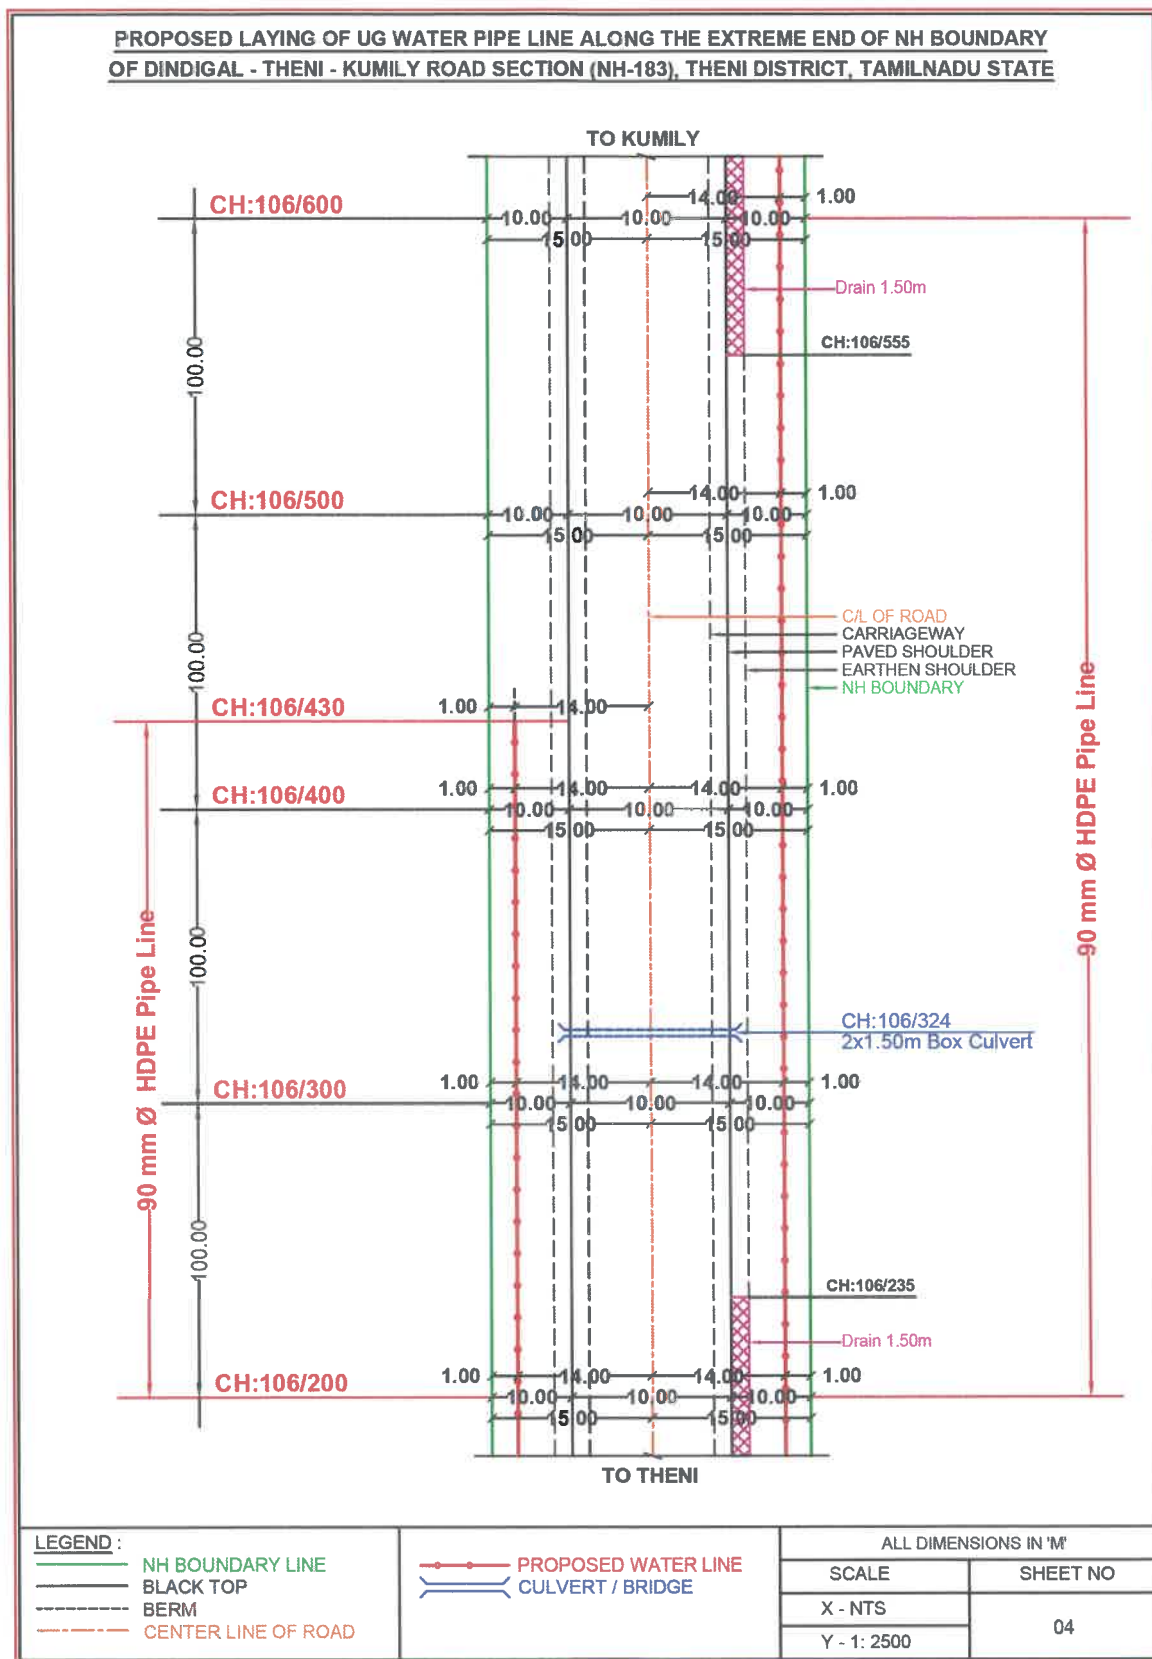 PROPOSED LAYING OF UG WATER PIPE LINE ALONG THE EXTREME END OF NH BOUNDARY
OF DINDIGAL - THENI - KUMILY ROAD SECTION (NH-183), THENI DISTRICT, TAMILNADU STATE
TO KUMILY
14.00 1.00
CH:106/600
10.00 10.00 10.00
15.00 15.00
Drain 1.50m
CH:106/555
100.00
14.00 1.00
CH:106/500
10.00 10.00 10.00
15.00 15.00
C/L OF ROAD
CARRIAGEWAY
PAVED SHOULDER
EARTHEN SHOULDER
NH BOUNDARY
100.00
CH:106/430 1.00 14.00
1.00 14.00 14.00 1.00
CH:106/400
10.00 10.00 10.00
15.00 15.00
90 mm Ø HDPE Pipe Line
100.00
90 mm Ø HDPE Pipe Line
CH:106/324
2x1.50m Box Culvert
1.00 14.00 14.00 1.00
CH:106/300
10.00 10.00 10.00
15.00 15.00
100.00
CH:106/235
Drain 1.50m
1.00 14.00 14.00 1.00
CH:106/200
10.00 10.00 10.00
15.00 15.00
TO THENI
LEGEND :
NH BOUNDARY LINE
BLACK TOP
BERM
CENTER LINE OF ROAD
PROPOSED WATER LINE
CULVERT / BRIDGE
ALL DIMENSIONS IN 'M'
SCALE SHEET NO
X - NTS
Y - 1: 2500
04